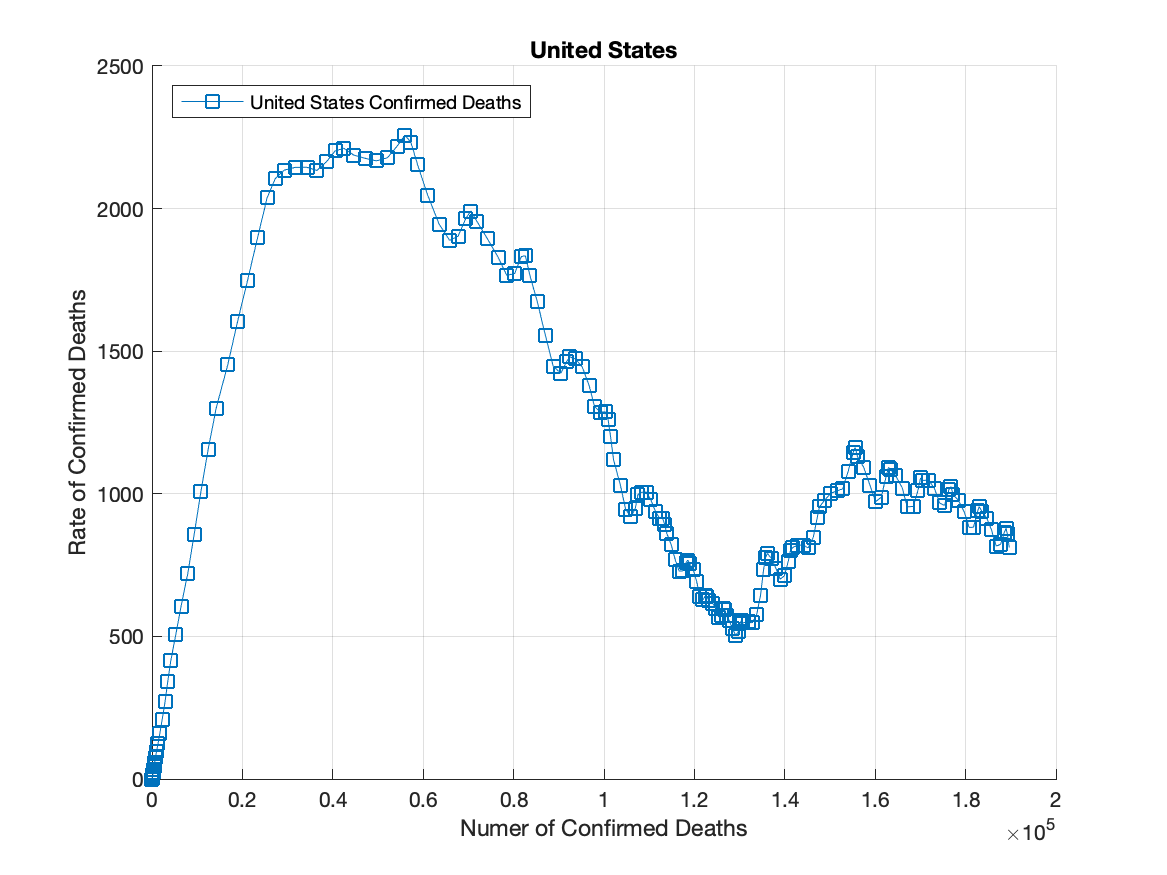 United States
2500
United States Confirmed Deaths
2000
1500
1000
500
0
Rate of Confirmed Deaths
0 0.2 0.4 0.6 0.8 1 1.2 1.4 1.6 1.8 2
Numer of Confirmed Deaths
×10⁵